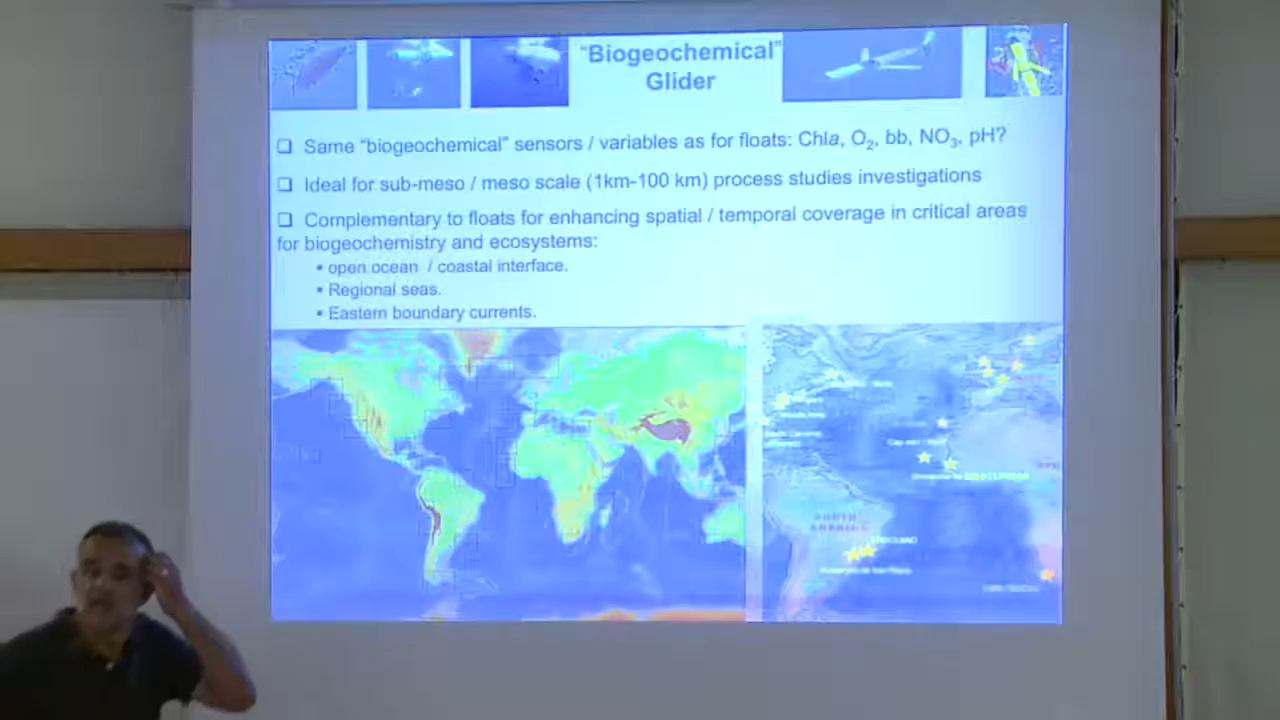 "Biogeochemical"
Glider
❑ Same "biogeochemical" sensors / variables as for floats: Chla, O2, bb, NO3, pH?
❑ Ideal for sub-meso / meso scale (1km-100 km) process studies investigations
❑ Complementary to floats for enhancing spatial / temporal coverage in critical areas
for biogeochemistry and ecosystems:
▪ open ocean / coastal interface.
▪ Regional seas.
▪ Eastern boundary currents.
SOUTH
AMERICA